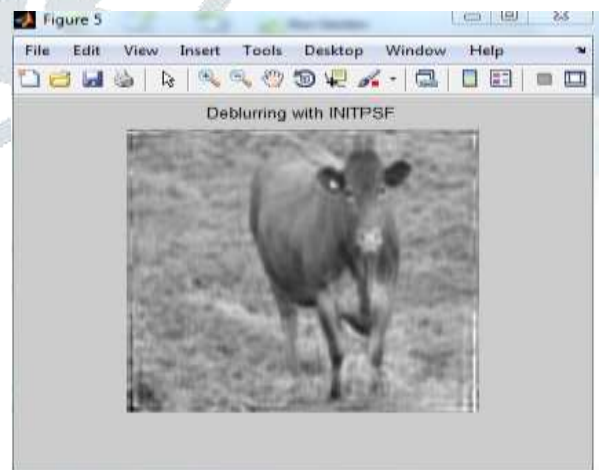 Figure 5
File Edit View Insert Tools Desktop Window Help
Deblurring with INITPSF